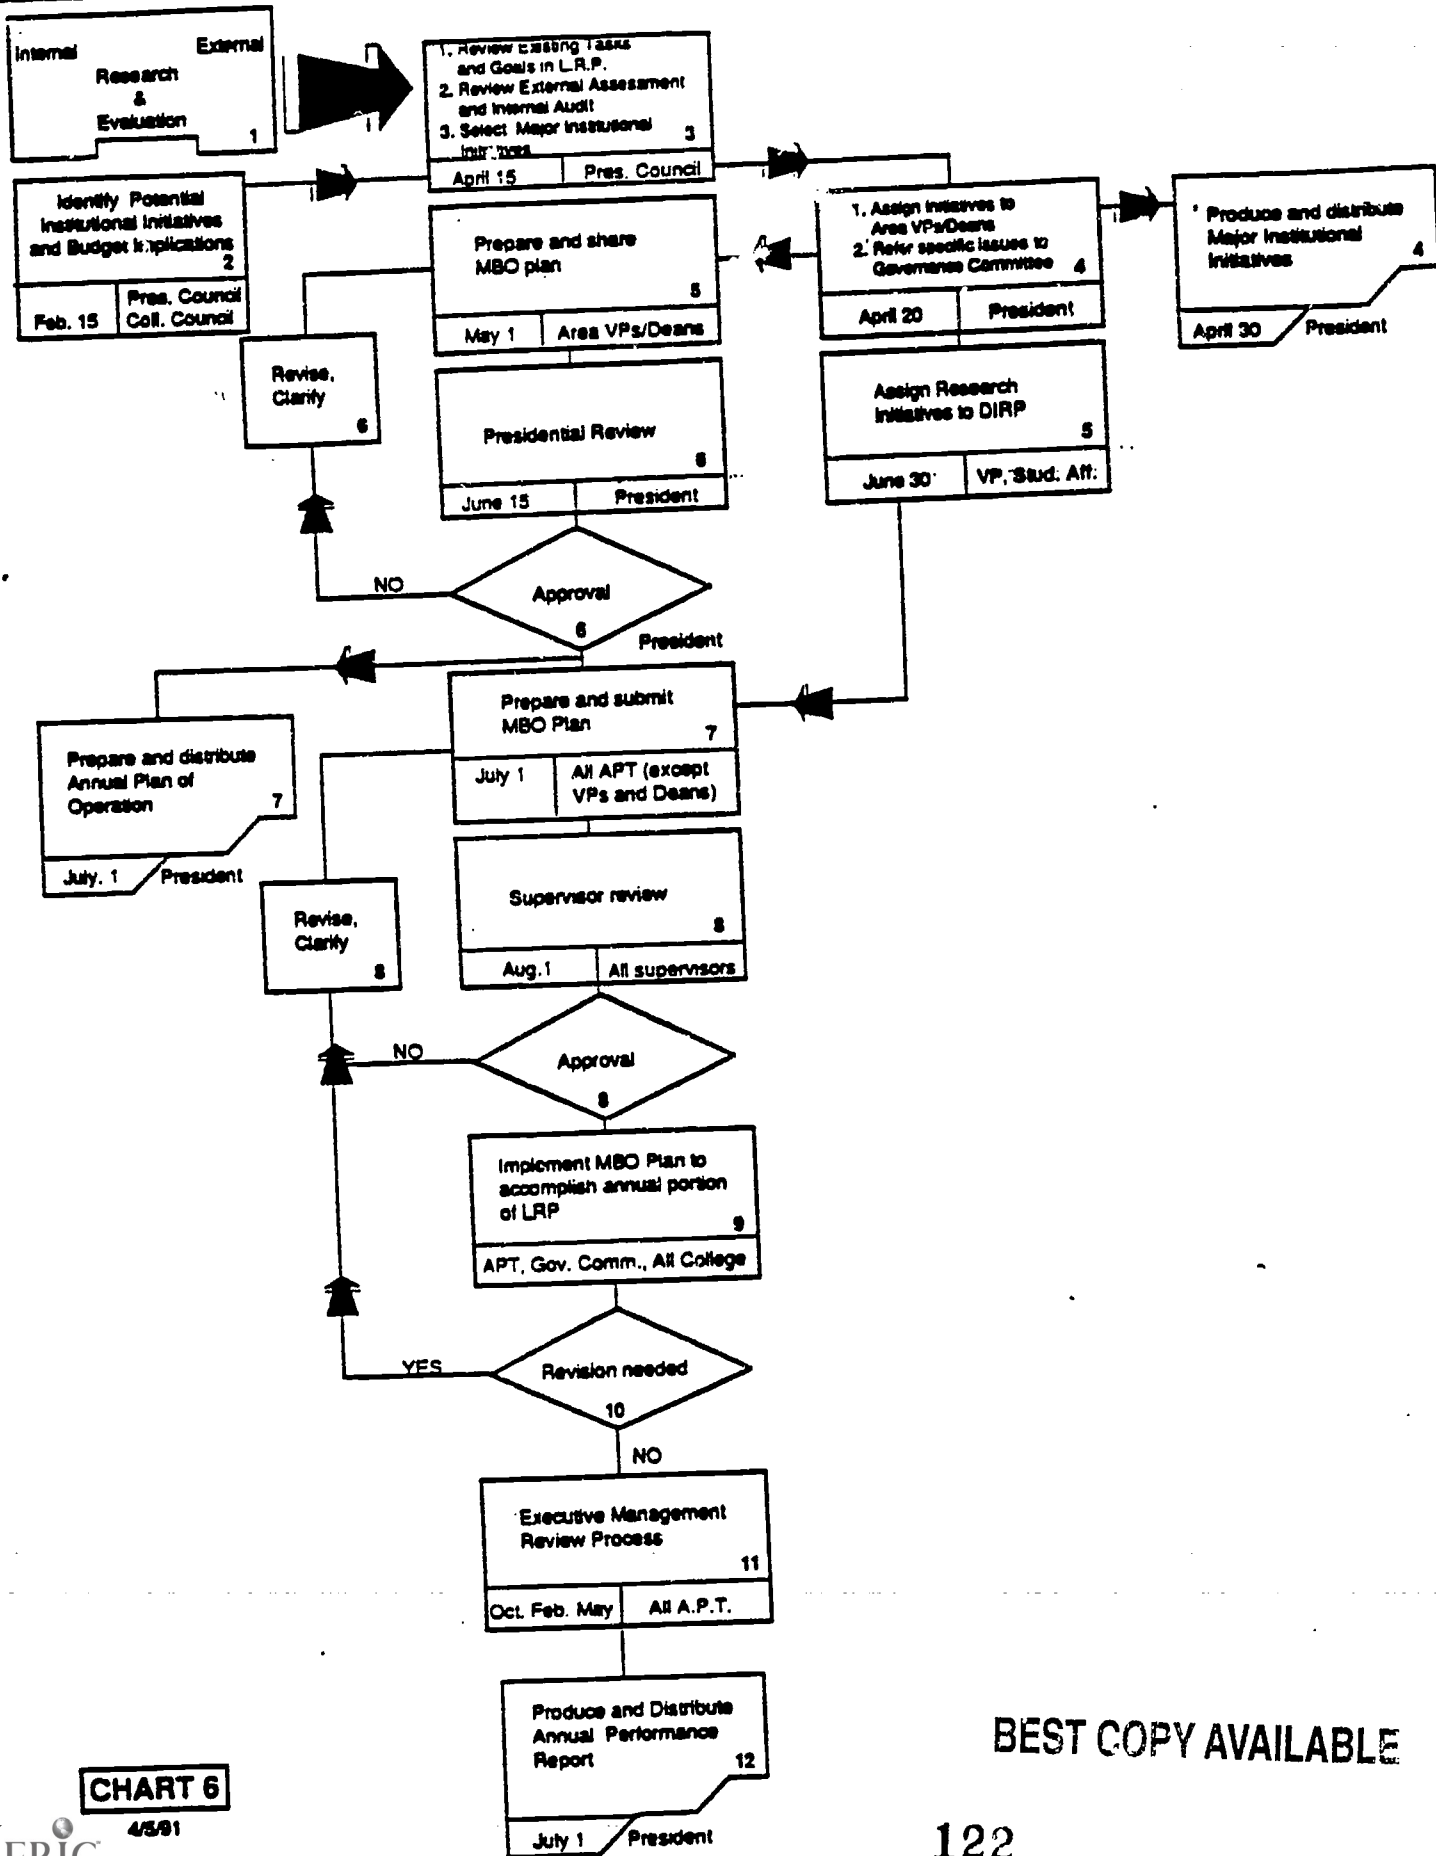 Internal External
Research
&
Evaluation
1
1. Review Existing Tasks
and Goals in L.R.P.
2. Review External Assessment
and Internal Audit
3. Select Major Institutional
Initiatives
3
April 15 Pres. Council
Identify Potential
Institutional Initiatives
and Budget Implications
2
Feb. 15 Pres. Council
Coll. Council
Prepare and share
MBO plan
5
May 1 Area VPs/Deans
1. Assign Initiatives to
Area VPs/Deans
2. Refer specific issues to
Governance Committee 4
April 20 President
Produce and distribute
Major Institutional
Initiatives
4
April 30 President
Revise,
Clarify
6
Presidential Review
6
June 15 President
Assign Research
Initiatives to DIRP
5
June 30 VP, Stud. Aff.
NO
Approval
6
President
Prepare and submit
MBO Plan
7
July 1 All APT (except
VPs and Deans)
Prepare and distribute
Annual Plan of
Operation
7
July. 1 President
Revise,
Clarify
8
Supervisor review
8
Aug.1 All supervisors
NO
Approval
8
Implement MBO Plan to
accomplish annual portion
of LRP
9
APT, Gov. Comm., All College
YES
Revision needed
10
NO
Executive Management
Review Process
11
Oct. Feb. May All A.P.T.
Produce and Distribute
Annual Performance
Report
12
July 1 President
CHART 6
4/5/91
ERIC
BEST COPY AVAILABLE
122